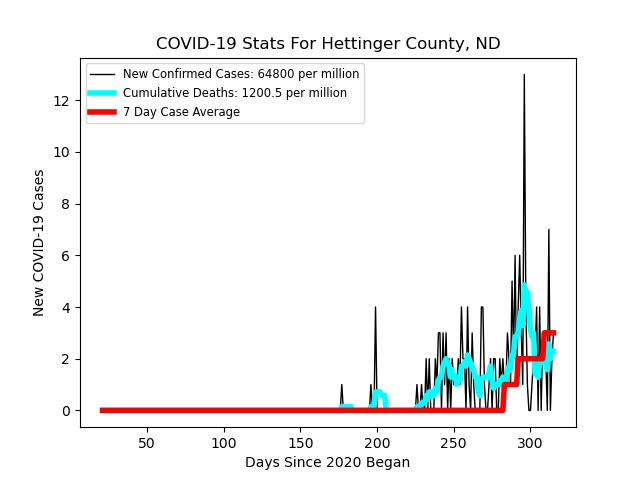 COVID-19 Stats For Hettinger County, ND
New Confirmed Cases: 64800 per million
Cumulative Deaths: 1200.5 per million
7 Day Case Average
New COVID-19 Cases
12
10
8
6
4
2
0
50 100 150 200 250 300
Days Since 2020 Began